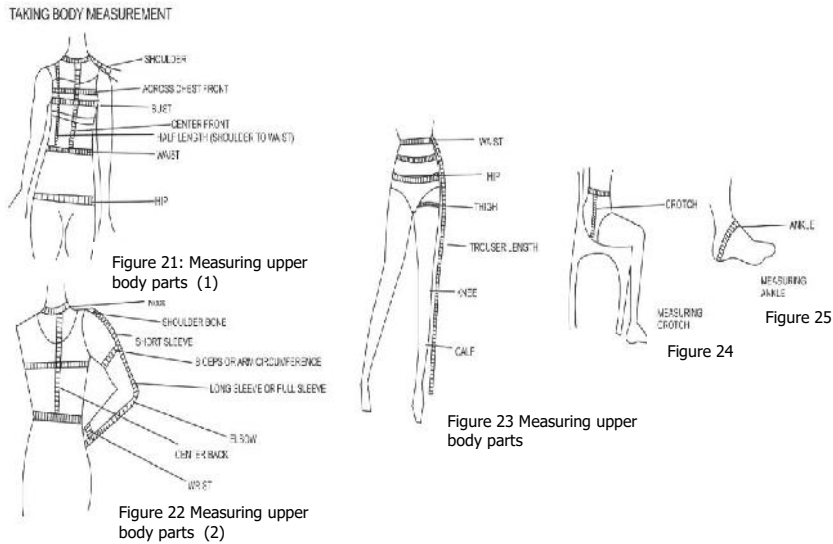 TAKING BODY MEASUREMENT
SHOULDER
ACROSS CHEST FRONT
BUST
CENTER FRONT
HALF LENGTH (SHOULDER TO WAIST)
WAIST
HIP
Figure 21: Measuring upper
body parts (1)
NAPE
SHOULDER BONE
SHORT SLEEVE
BICEPS OR ARM CIRCUMFERENCE
LONG SLEEVE OR FULL SLEEVE
ELBOW
CENTER BACK
WRIST
Figure 22 Measuring upper
body parts (2)
WAIST
HIP
THIGH
TROUSER LENGTH
KNEE
CALF
Figure 23 Measuring upper
body parts
CROTCH
MEASURING
CROTCH
Figure 24
ANKLE
MEASURING
ANKLE
Figure 25